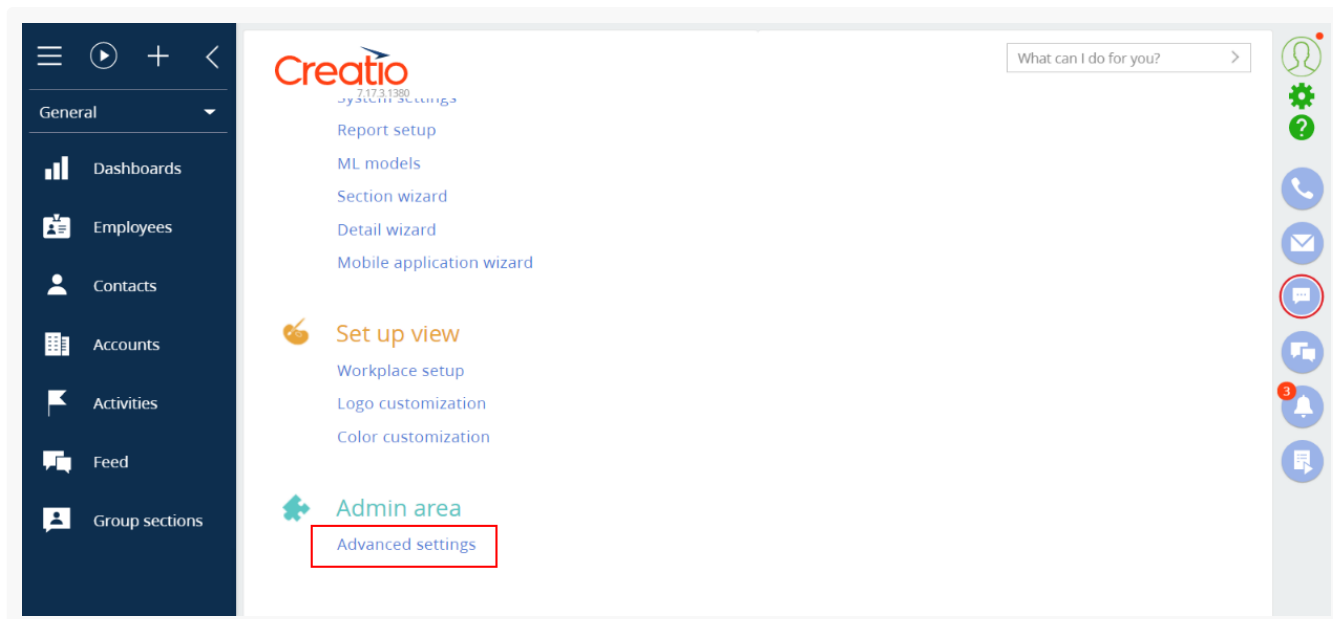 Creatio
7.17.3.1380
What can I do for you?
General
Dashboards
Employees
Contacts
Accounts
Activities
Feed
Group sections
System settings
Report setup
ML models
Section wizard
Detail wizard
Mobile application wizard
Set up view
Workplace setup
Logo customization
Color customization
Admin area
Advanced settings
?
3